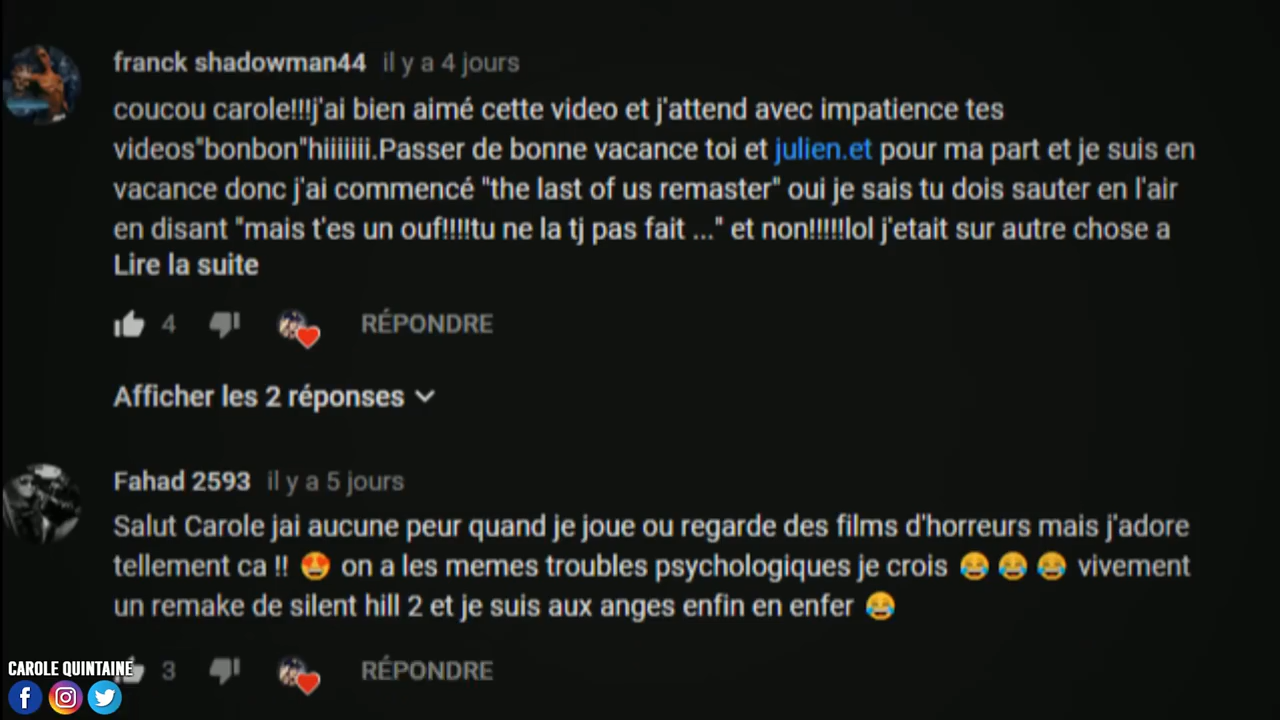 franck shadowman44 il y a 4 jours
coucou carole!!!j'ai bien aimé cette video et j'attend avec impatience tes
videos"bonbon"hiiiiiii.Passer de bonne vacance toi et julien.et pour ma part et je suis en
vacance donc j'ai commencé "the last of us remaster" oui je sais tu dois sauter en l'air
en disant "mais t'es un ouf!!!!tu ne la tj pas fait ..." et non!!!!!lol j'etait sur autre chose a
Lire la suite
4 RÉPONDRE
Afficher les 2 réponses
Fahad 2593 il y a 5 jours
Salut Carole jai aucune peur quand je joue ou regarde des films d'horreurs mais j'adore
tellement ca !! 😍 on a les memes troubles psychologiques je crois 😂 😂 😂 vivement
un remake de silent hill 2 et je suis aux anges enfin en enfer 😂
CAROLE QUINTAINE
3 RÉPONDRE